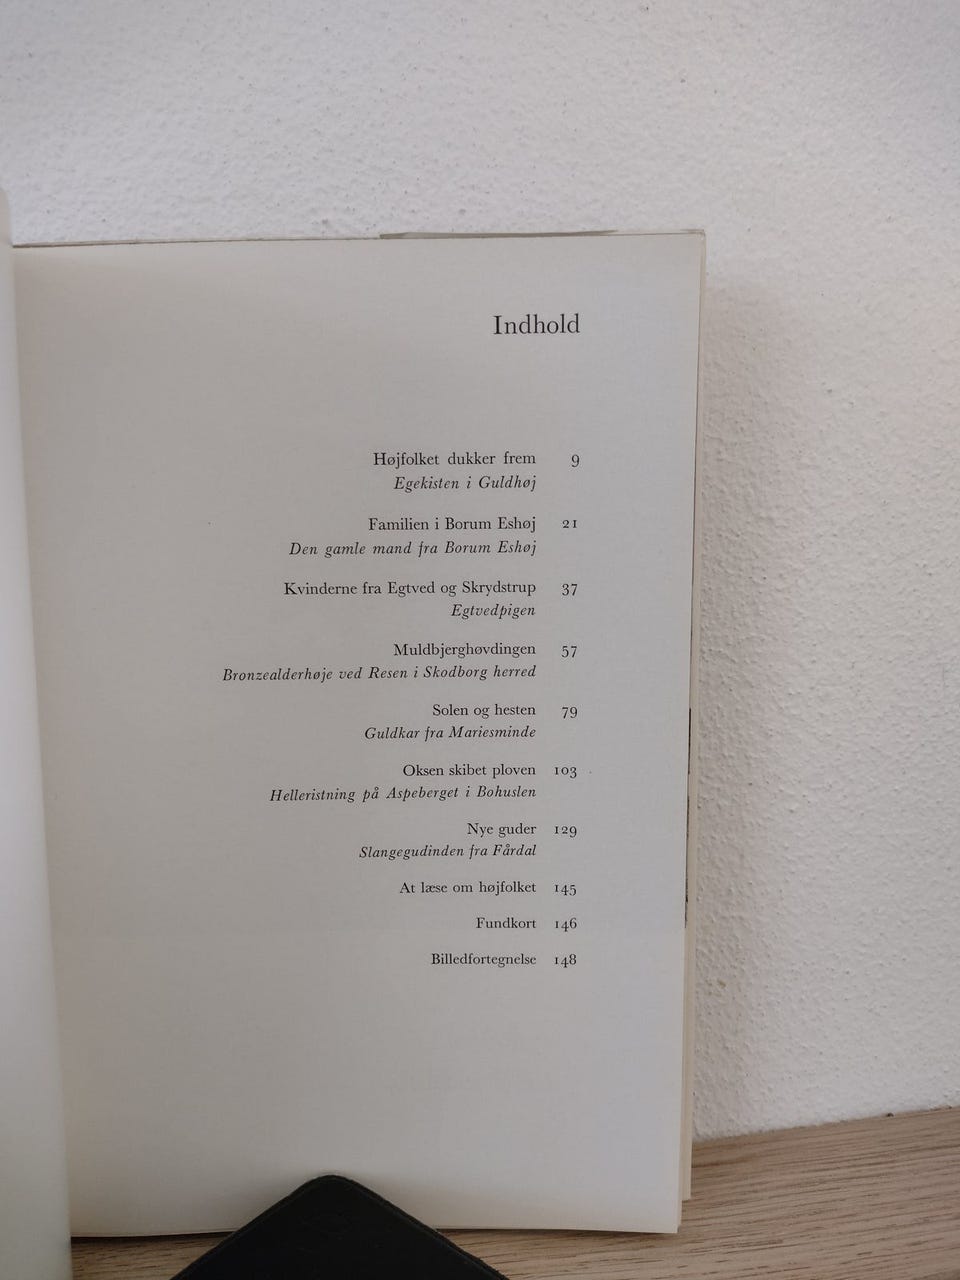 Indhold
Højfolket dukker frem 9
Egekisten i Guldhøj
Familien i Borum Eshøj 21
Den gamle mand fra Borum Eshøj
Kvinderne fra Egtved og Skrydstrup 37
Egtvedpigen
Muldbjerghøvdingen 57
Bronzealderhøje ved Resen i Skodborg herred
Solen og hesten 79
Guldkar fra Mariesminde
Oksen skibet ploven 103
Helleristning på Aspeberget i Bohuslen
Nye guder 129
Slangegudinden fra Fårdal
At læse om højfolket 145
Fundkort 146
Billedfortegnelse 148